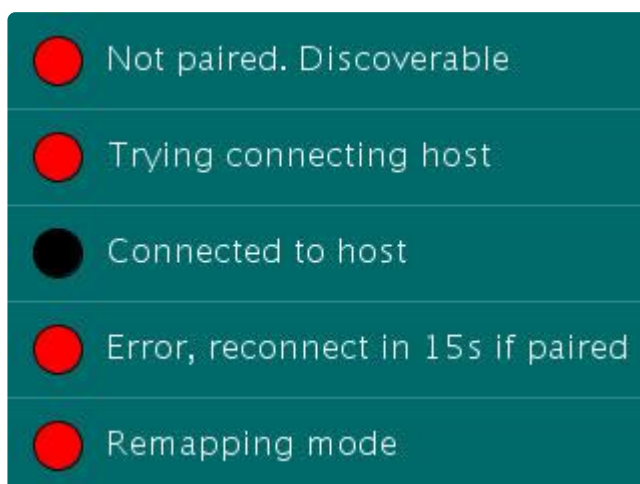 Not paired. Discoverable
Trying connecting host
Connected to host
Error, reconnect in 15s if paired
Remapping mode